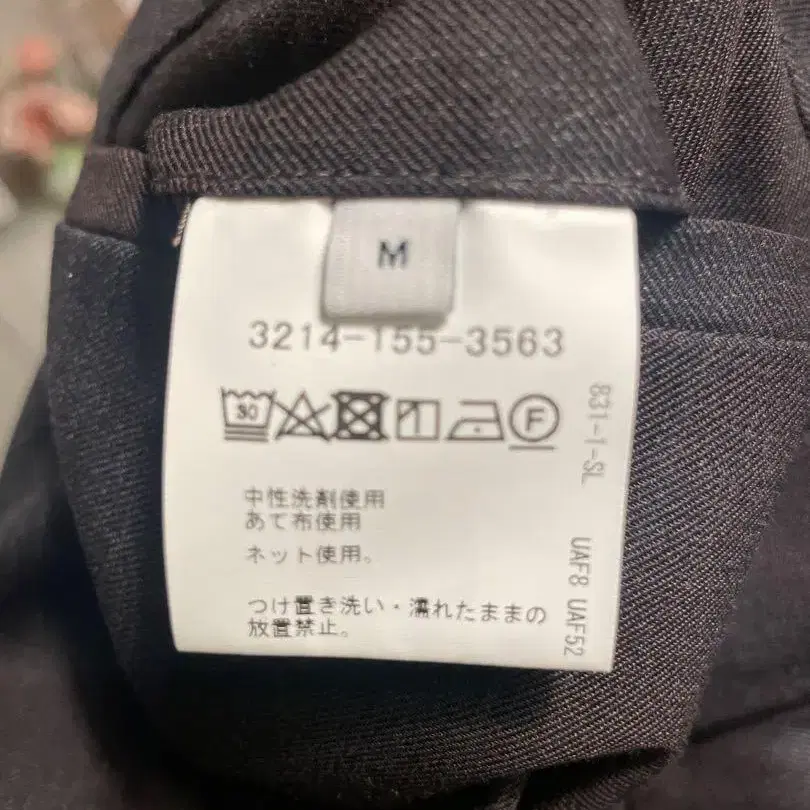 M
3214-155-3563
30
F
中性洗剤使用
あて布使用
ネット使用。
つけ置き洗い・濡れたままの
放置禁止。
831-1-SL
UAF8 UAF52